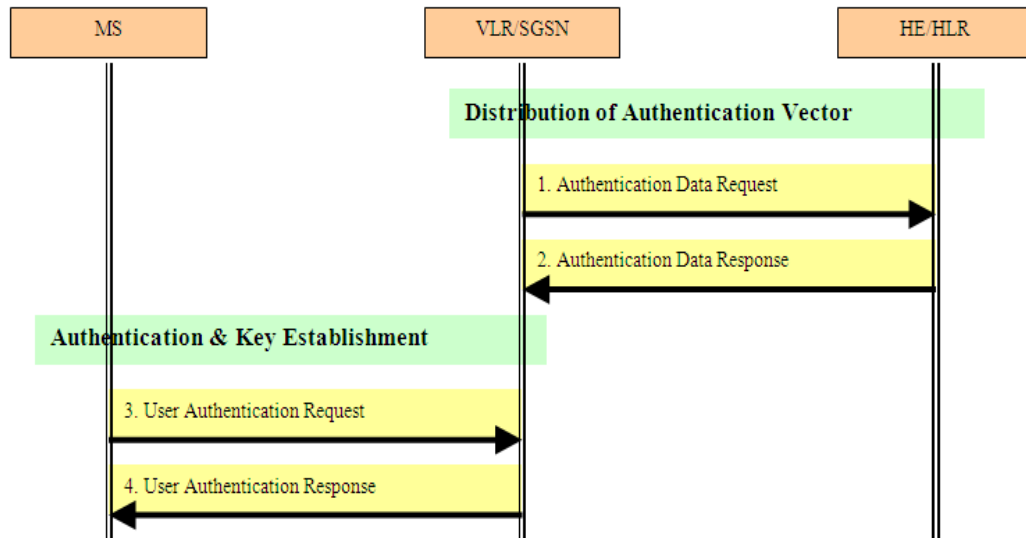 MS
VLR/SGSN
HE/HLR
Distribution of Authentication Vector
1. Authentication Data Request
2. Authentication Data Response
Authentication & Key Establishment
3. User Authentication Request
4. User Authentication Response